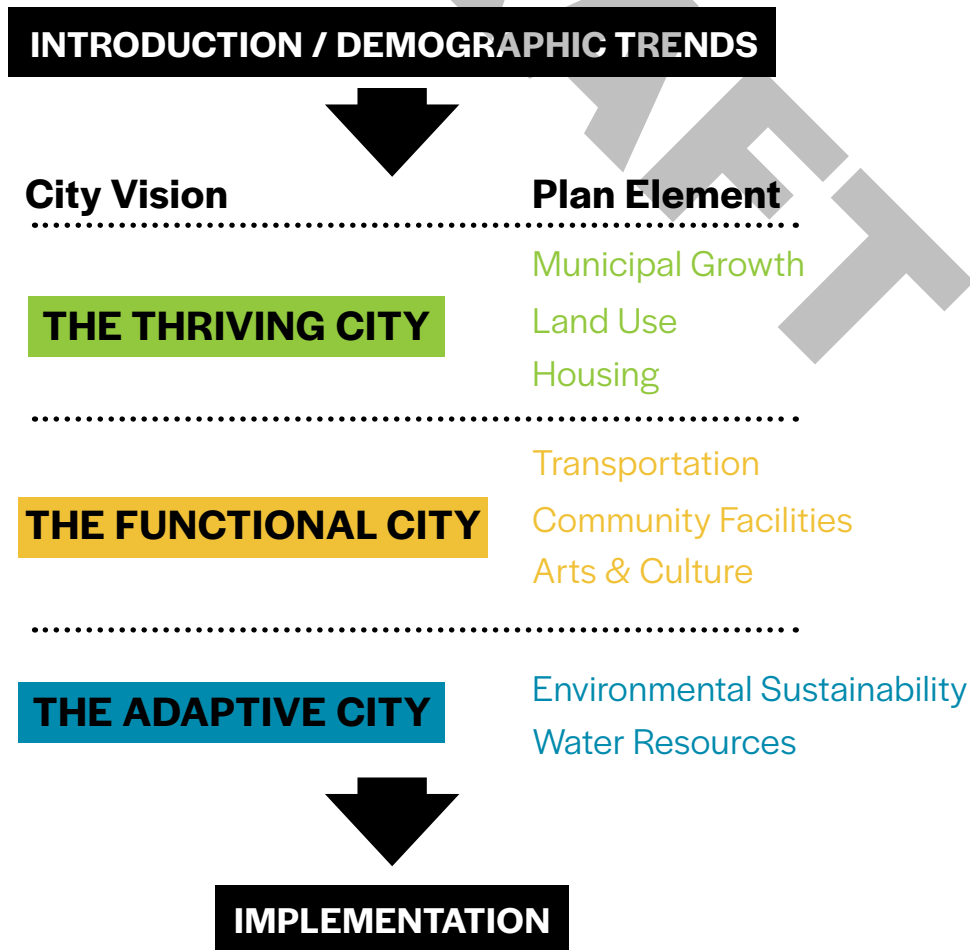 INTRODUCTION / DEMOGRAPHIC TRENDS
City Vision
Plan Element
THE THRIVING CITY
Municipal Growth
Land Use
Housing
THE FUNCTIONAL CITY
Transportation
Community Facilities
Arts & Culture
THE ADAPTIVE CITY
Environmental Sustainability
Water Resources
IMPLEMENTATION